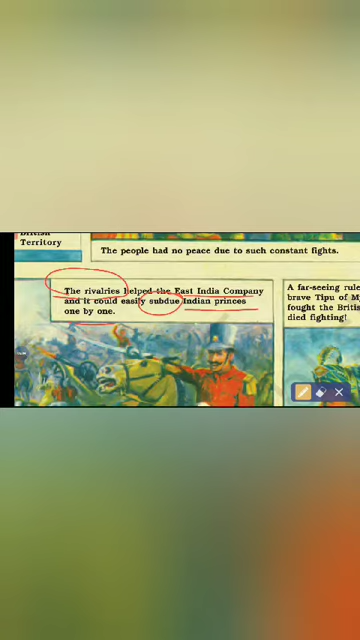 British
Territory
The people had no peace due to such constant fights.
The rivalries helped the East India Company
and it could easily subdue Indian princes
one by one.
A far-seeing rule
brave Tipu of My
fought the Britis
died fighting!